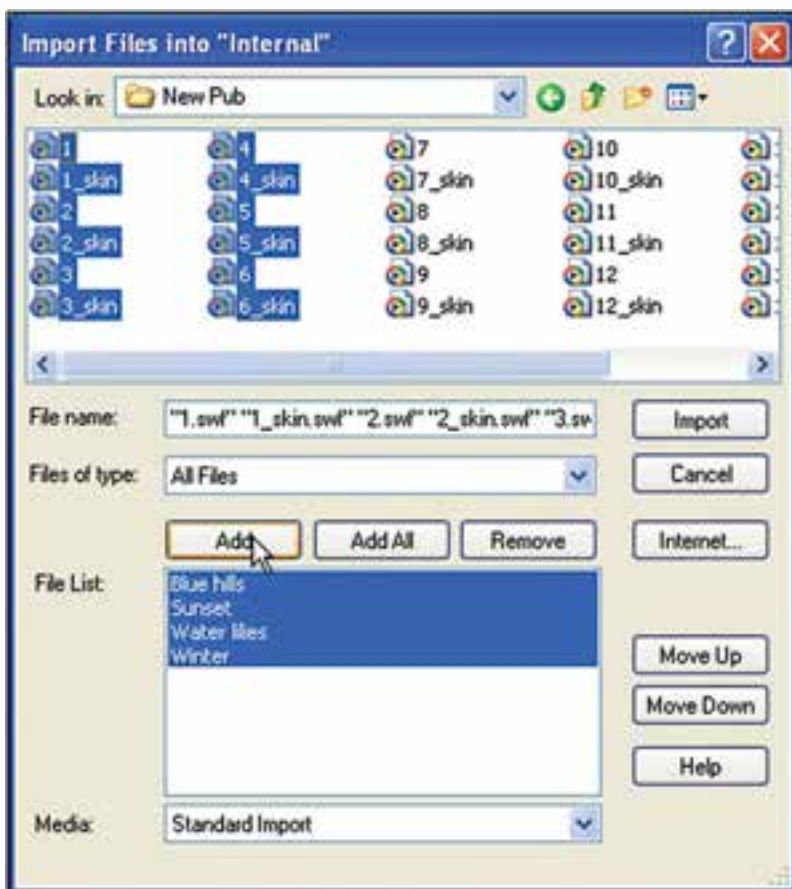 Import Files into "Internal"
Look in: New Pub
1 4 7 10
1_skin 4_skin 7_skin 10_skin
2 5 8 11
2_skin 5_skin 8_skin 11_skin
3 6 9 12
3_skin 6_skin 9_skin 12_skin
File name: "1.swf" "1_skin.swf" "2.swf" "2_skin.swf" "3.sw Import
Files of type: All Files Cancel
Add Add All Remove Internet...
File List: Blue hills
Sunset
Water lilies
Winter
Move Up
Move Down
Help
Media: Standard Import